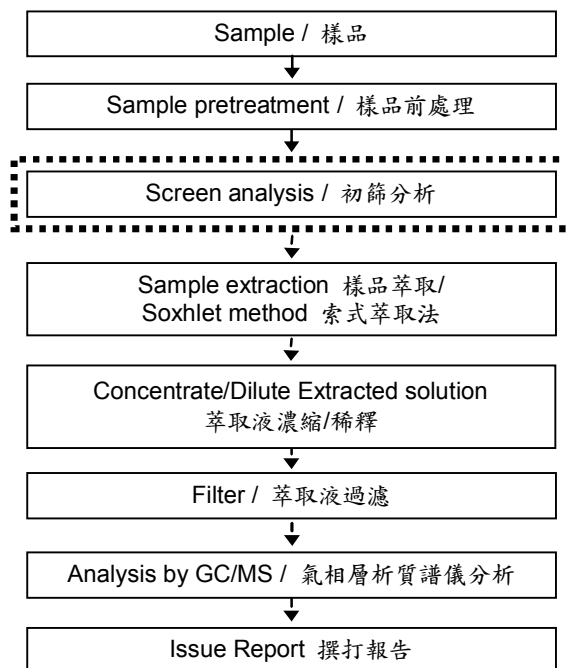 Sample / 樣品
Sample pretreatment / 樣品前處理
Screen analysis / 初篩分析
Sample extraction 樣品萃取/
Soxhlet method 索式萃取法
Concentrate/Dilute Extracted solution
萃取液濃縮/稀釋
Filter / 萃取液過濾
Analysis by GC/MS / 氣相層析質譜儀分析
Issue Report 撰打報告